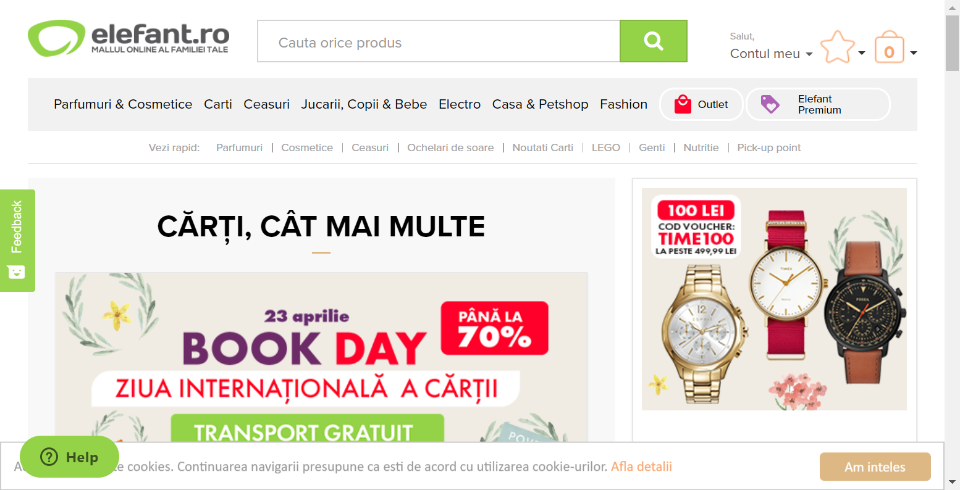 elefant.ro
MALLUL ONLINE AL FAMILIEI TALE
Cauta orice produs
Salut,
Contul meu
0
Parfumuri & Cosmetice Carti Ceasuri Jucarii, Copii & Bebe Electro Casa & Petshop Fashion Outlet Elefant Premium
Vezi rapid: Parfumuri | Cosmetice | Ceasuri | Ochelari de soare | Noutati Carti | LEGO | Genti | Nutritie | Pick-up point
Feedback
CĂRȚI, CÂT MAI MULTE
23 aprilie
BOOK DAY
PÂNĂ LA
70%
ZIUA INTERNAȚIONALĂ A CĂRȚII
TRANSPORT GRATUIT
100 LEI
COD VOUCHER:
TIME100
LA PESTE 499,99 LEI
Help
cookies. Continuarea navigarii presupune ca esti de acord cu utilizarea cookie-urilor. Afla detalii
Am inteles